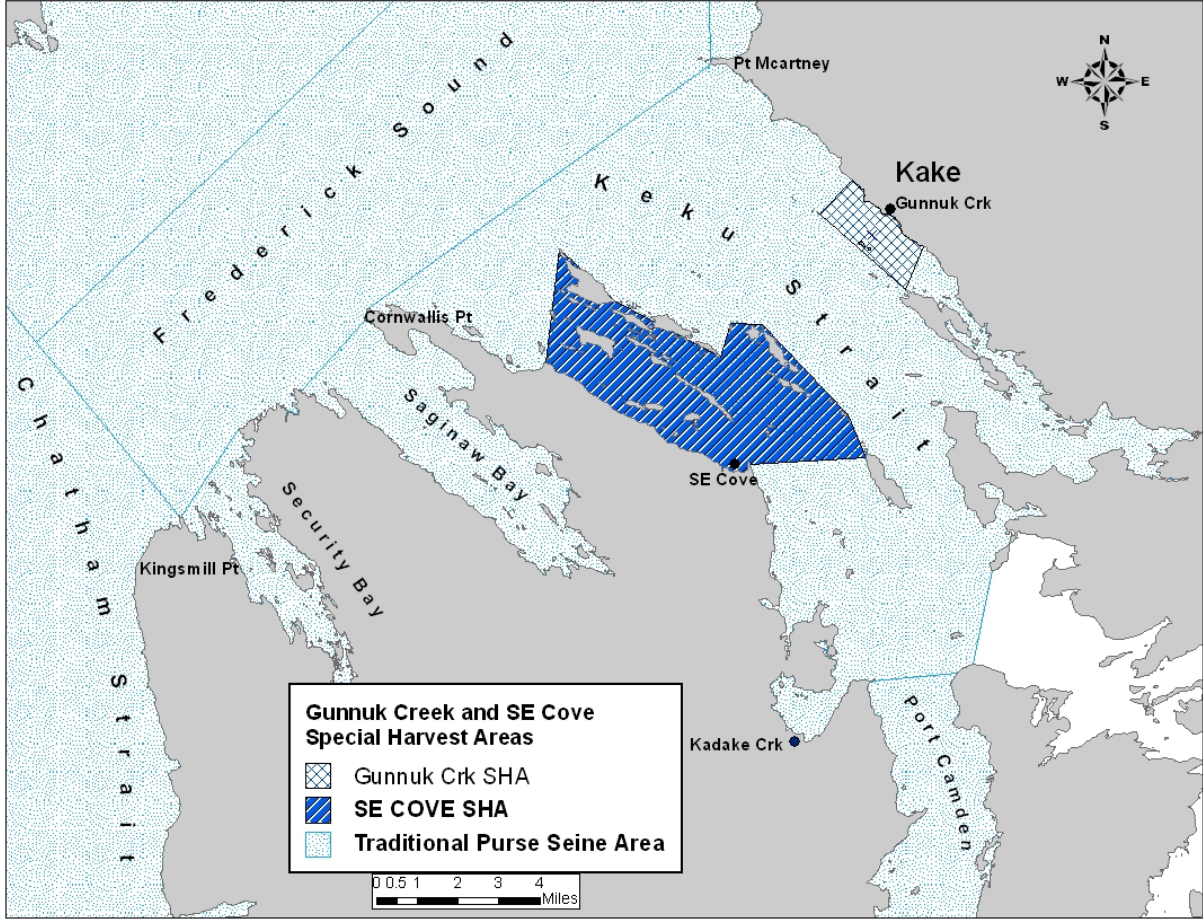 N
W E
S
Pt Mcartney
Kake
Gunnuk Crk
Frederick Sound
Keku Strait
Cornwallis Pt
Chatham Strait
Saginaw Bay
SE Cove
Security Bay
Kingsmill Pt
Port Camden
Kadake Crk
Gunnuk Creek and SE Cove
Special Harvest Areas
Gunnuk Crk SHA
SE COVE SHA
Traditional Purse Seine Area
0 0.5 1 2 3 4
Miles